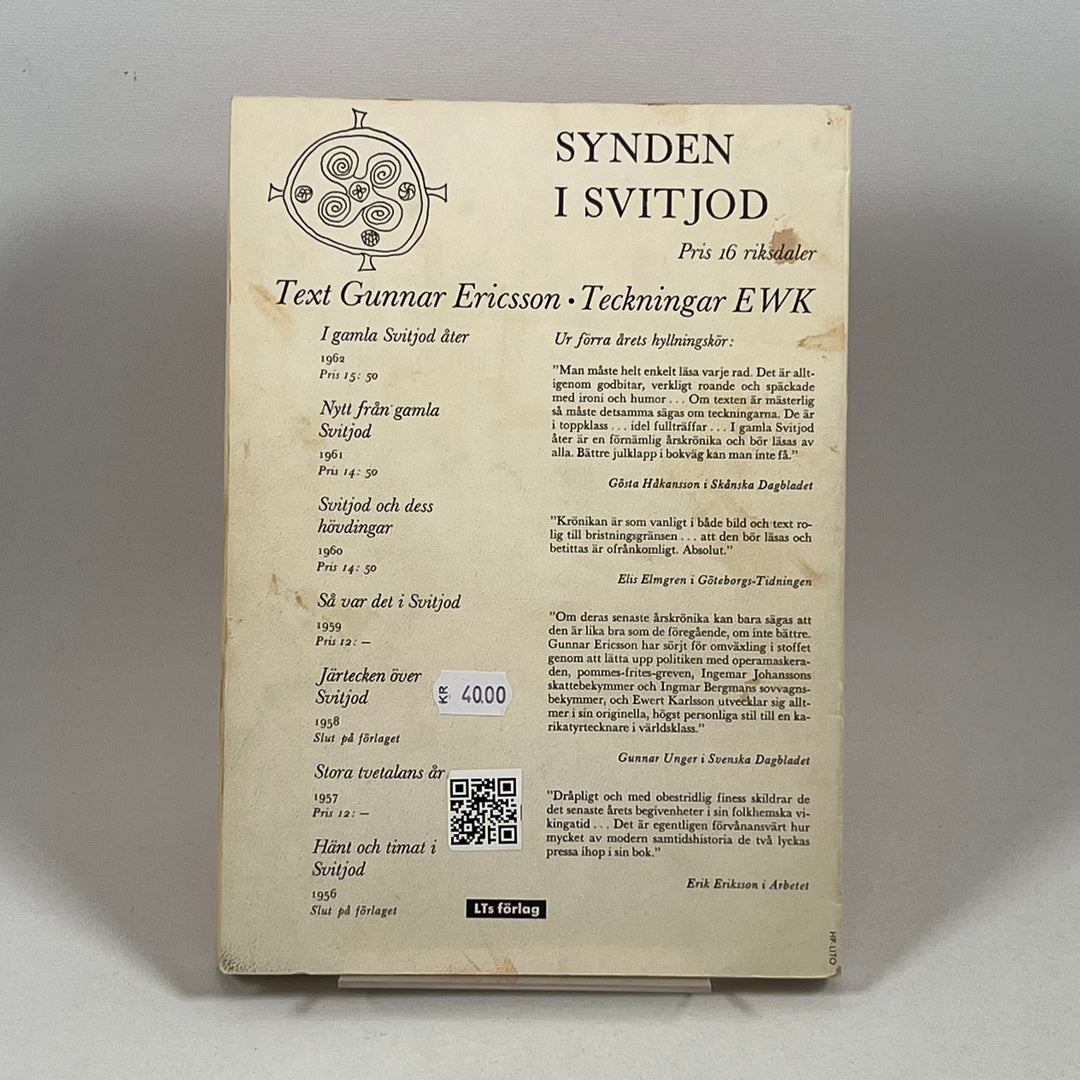 SYNDEN
I SVITJOD
Pris 16 riksdaler
Text Gunnar Ericsson • Teckningar EWK
I gamla Svitjod åter
1962
Pris 15: 50
Nytt från gamla
Svitjod
1961
Pris 14: 50
Svitjod och dess
hövdingar
1960
Pris 14: 50
Så var det i Svitjod
1959
Pris 12: —
Järtecken över
Svitjod
1958
Slut på förlaget
Stora tvetalans år
1957
Pris 12: —
Hänt och timat i
Svitjod
1956
Slut på förlaget
KR 40.00
Ur förra årets hyllningskör:
"Man måste helt enkelt läsa varje rad. Det är allt-
igenom godbitar, verkligt roande och späckade
med ironi och humor . . . Om texten är mästerlig
så måste detsamma sägas om teckningarna. De är
i toppklass . . . idel fullträffar . . . I gamla Svitjod
åter är en förnämlig årskrönika och bör läsas av
alla. Bättre julklapp i bokväg kan man inte få."
Gösta Håkansson i Skånska Dagbladet
"Krönikan är som vanligt i både bild och text ro-
lig till bristningsgränsen . . . att den bör läsas och
betittas är ofrånkomligt. Absolut."
Elis Elmgren i Göteborgs-Tidningen
"Om deras senaste årskrönika kan bara sägas att
den är lika bra som de föregående, om inte bättre.
Gunnar Ericsson har sörjt för omväxling i stoffet
genom att lätta upp politiken med operamaskera-
den, pommes-frites-greven, Ingemar Johanssons
skattebekymmer och Ingmar Bergmans sovvagns-
bekymmer, och Ewert Karlsson utvecklar sig allt-
mer i sin originella, högst personliga stil till en ka-
rikatyrtecknare i världsklass."
Gunnar Unger i Svenska Dagbladet
"Dråpligt och med obestridlig finess skildrar de
det senaste årets begivenheter i sin folkhemska vi-
kingatid . . . Det är egentligen förvånansvärt hur
mycket av modern samtidshistoria de två lyckas
pressa ihop i sin bok."
Erik Eriksson i Arbetet
LTs förlag
HP-LITO